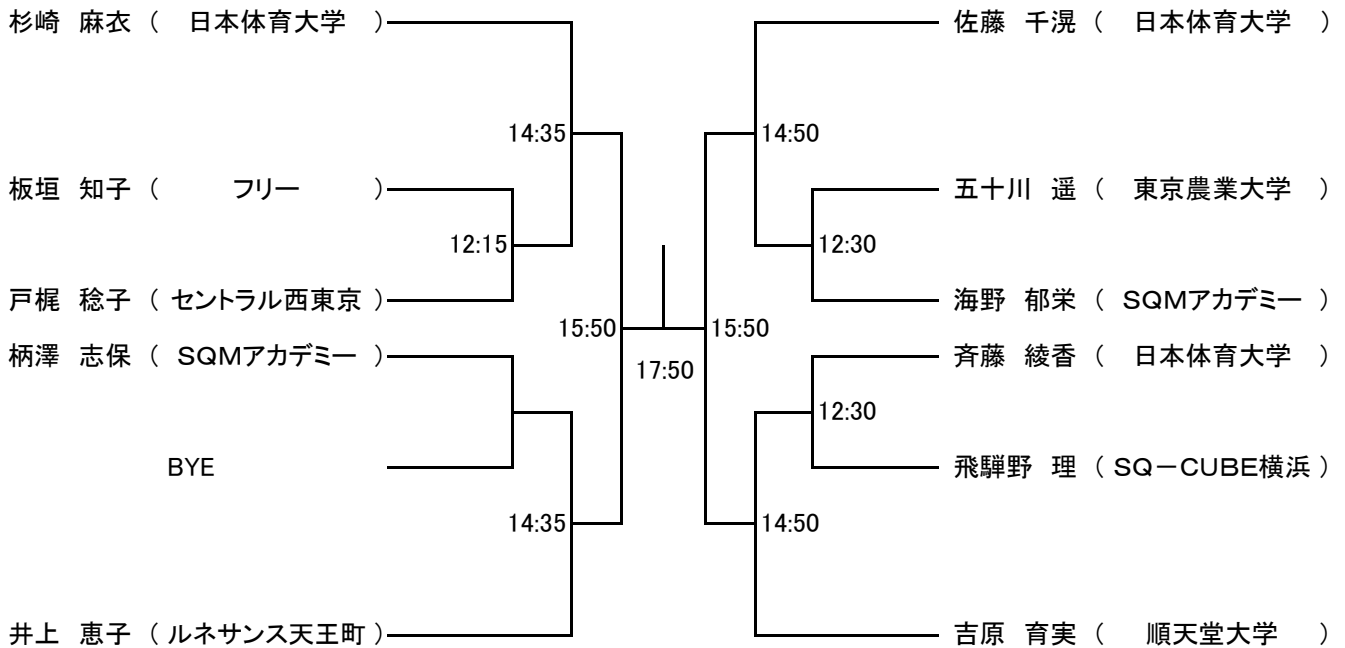 杉崎 麻衣 ( 日本体育大学 )
14:35
板垣 知子 ( フリー )
12:15
戸梶 稔子 ( セントラル西東京 )
15:50
柄澤 志保 ( SQMアカデミー )
BYE
14:35
井上 恵子 ( ルネサンス天王町 )
17:50
佐藤 千滉 ( 日本体育大学 )
14:50
五十川 遥 ( 東京農業大学 )
12:30
海野 郁栄 ( SQMアカデミー )
15:50
斉藤 綾香 ( 日本体育大学 )
12:30
飛騨野 理 ( SQ-CUBE横浜 )
14:50
吉原 育実 ( 順天堂大学 )